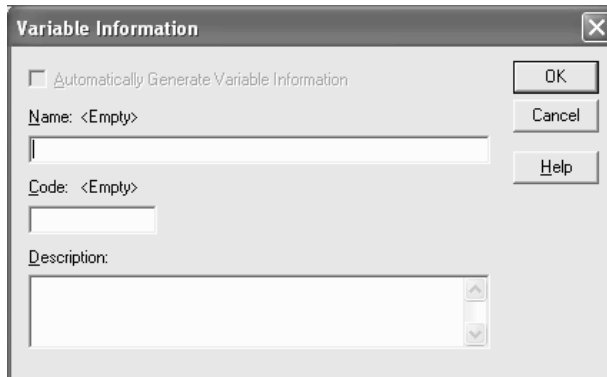 Variable Information
Automatically Generate Variable Information
OK
Name: <Empty>
Cancel
Help
Code: <Empty>
Description: